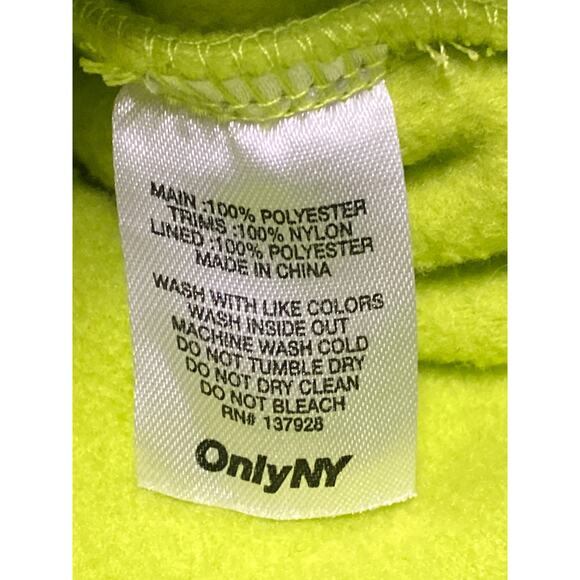 MAIN :100% POLYESTER
TRIMS :100% NYLON
LINED :100% POLYESTER
MADE IN CHINA
WASH WITH LIKE COLORS
WASH INSIDE OUT
MACHINE WASH COLD
DO NOT TUMBLE DRY
DO NOT DRY CLEAN
DO NOT BLEACH
RN# 137928
OnlyNY